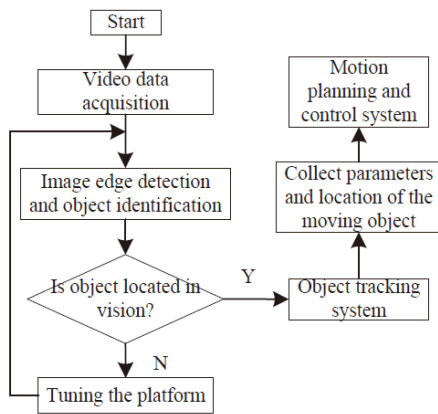 Start
Video data
acquisition
Image edge detection
and object identification
Is object located in
vision?
Y
N
Tuning the platform
Object tracking
system
Collect parameters
and location of the
moving object
Motion
planning and
control system